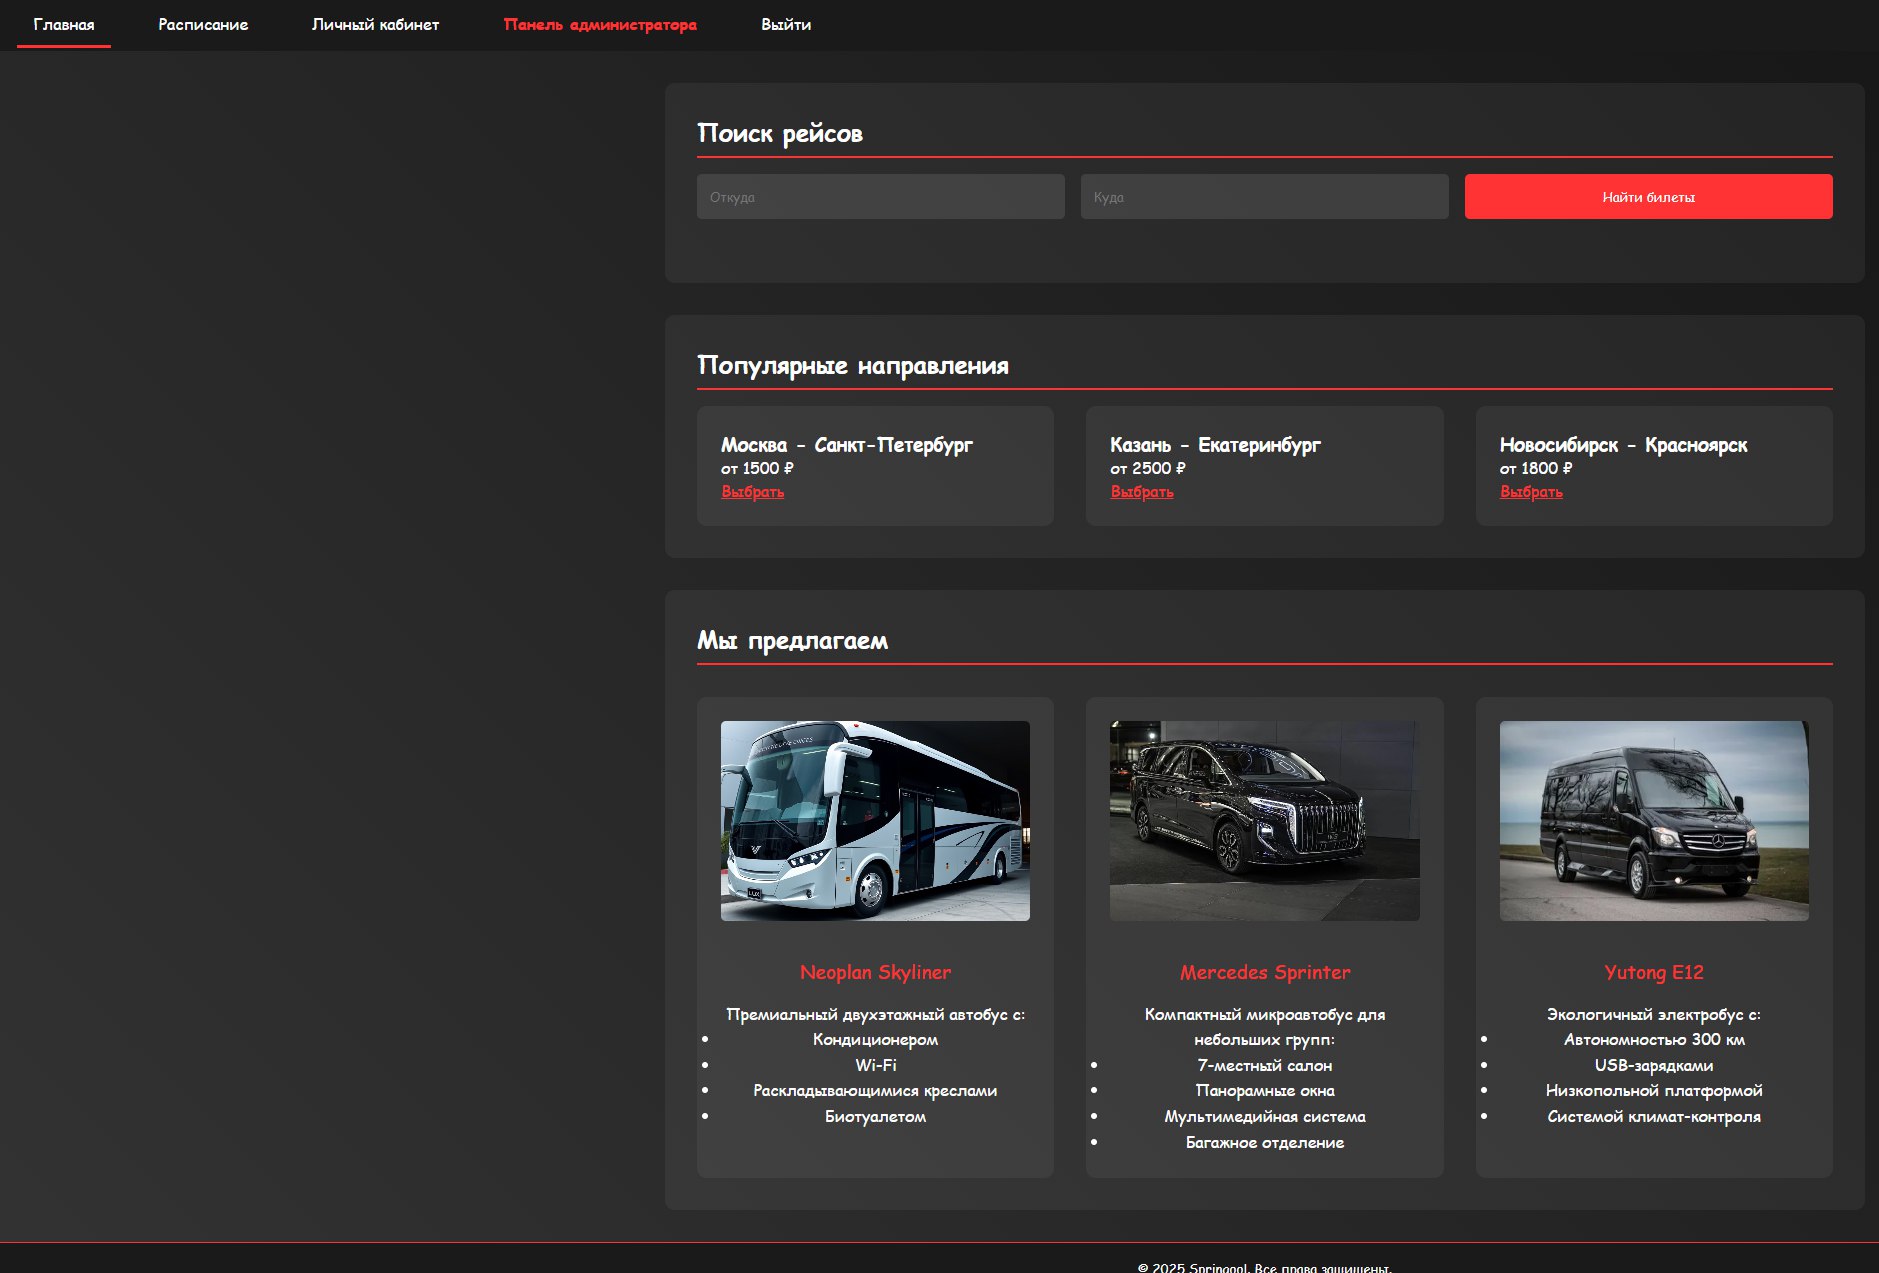 Главная Расписание Личный кабинет Панель администратора Выйти
Поиск рейсов
Откуда Куда Найти билеты
Популярные направления
Москва - Санкт-Петербург
от 1500 ₽
Выбрать
Казань - Екатеринбург
от 2500 ₽
Выбрать
Новосибирск - Красноярск
от 1800 ₽
Выбрать
Мы предлагаем
Neoplan Skyliner
Премиальный двухэтажный автобус с:
Кондиционером
Wi-Fi
Раскладывающимися креслами
Биотуалетом
Mercedes Sprinter
Компактный микроавтобус для
небольших групп:
7-местный салон
Панорамные окна
Мультимедийная система
Багажное отделение
Yutong E12
Экологичный электробус с:
Автономностью 300 км
USB-зарядками
Низкопольной платформой
Системой климат-контроля
© 2025 Springool. Все права защищены.